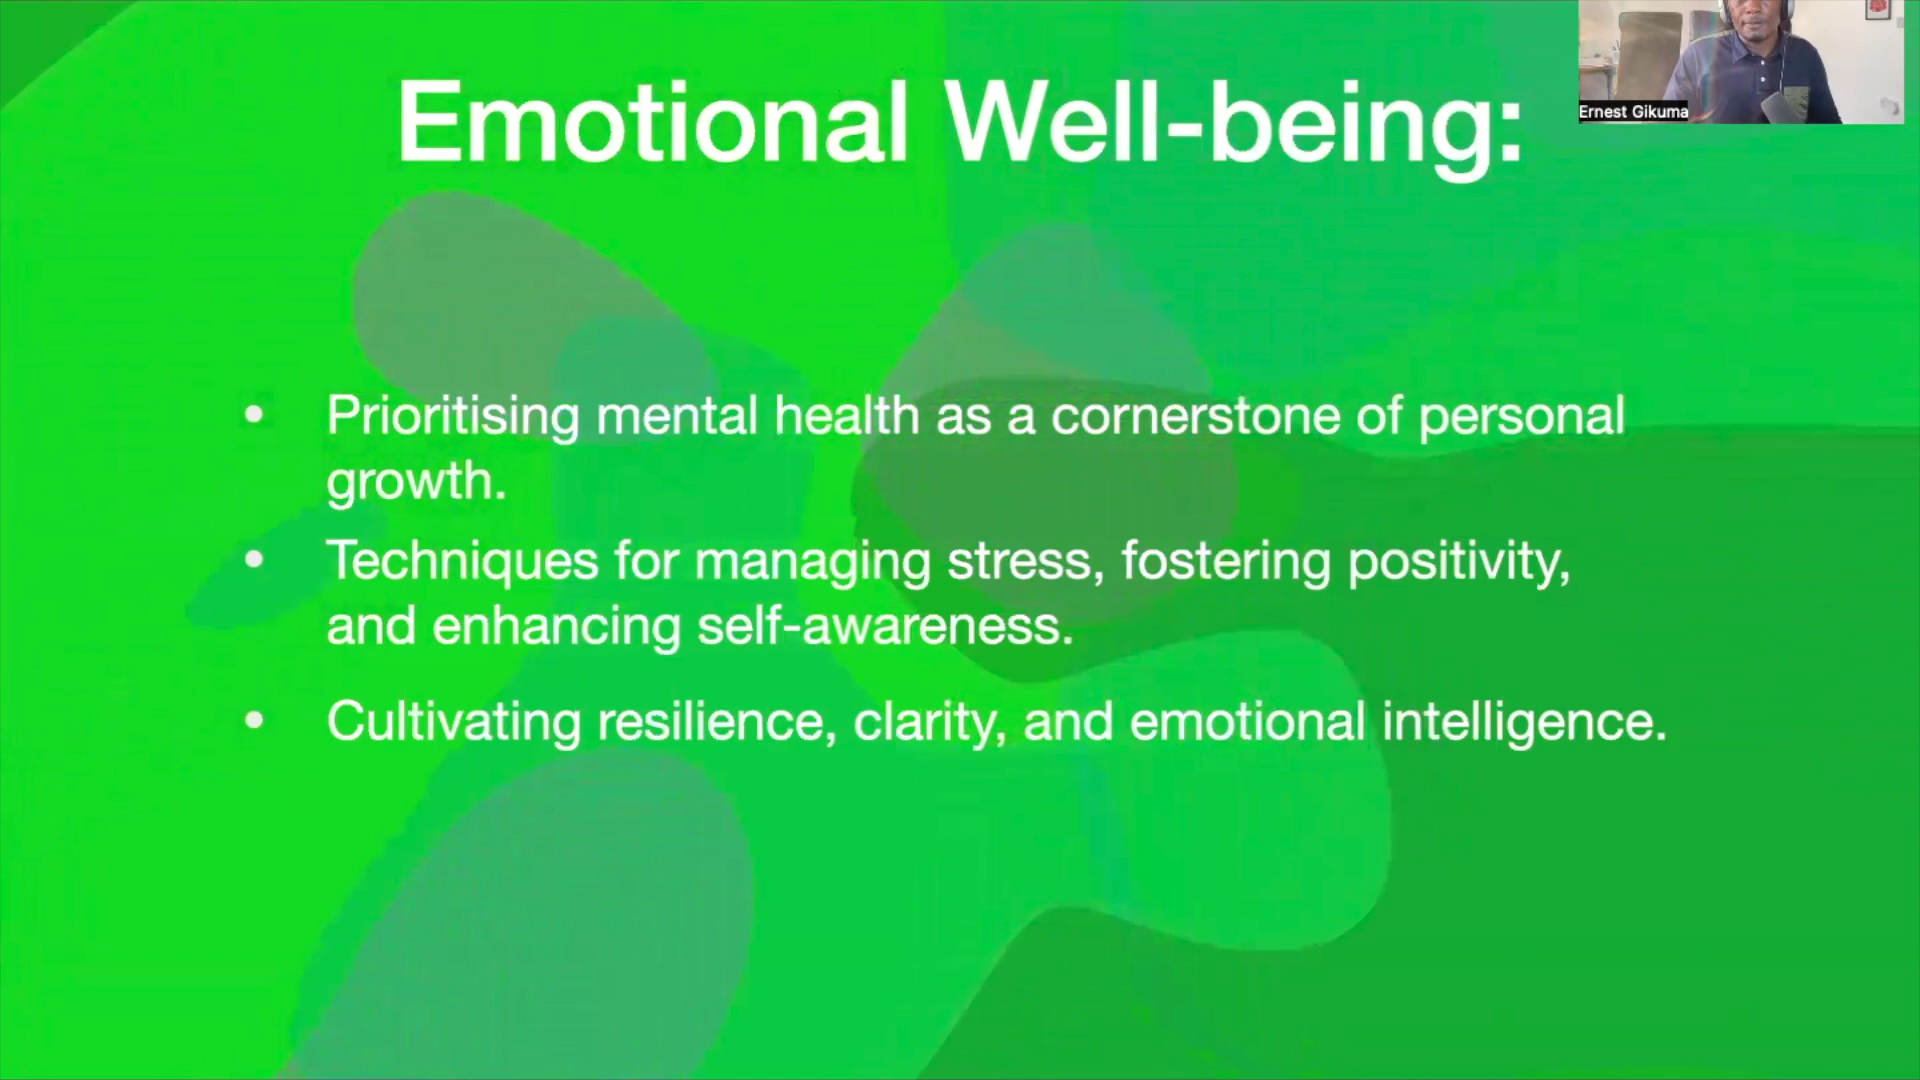 Emotional Well-being:
Ernest Gikuma
• Prioritising mental health as a cornerstone of personal
growth.
• Techniques for managing stress, fostering positivity,
and enhancing self-awareness.
• Cultivating resilience, clarity, and emotional intelligence.